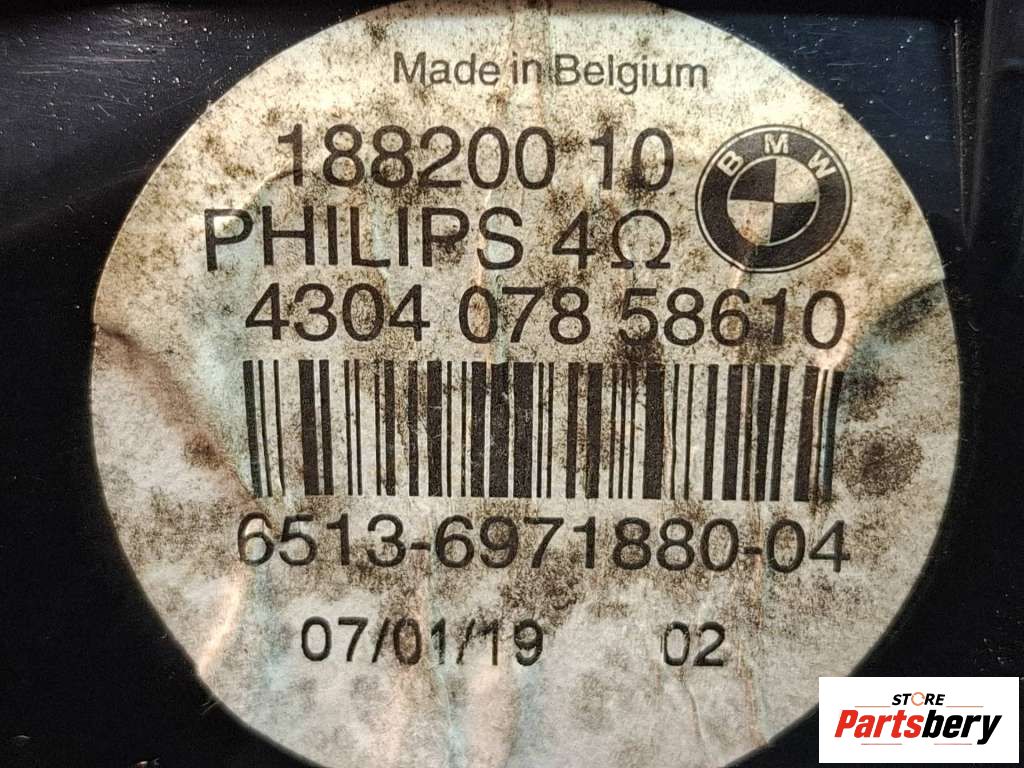 Made in Belgium
188200 10
BMW
PHILIPS 4Ω
4304 078 58610
6513-6971880-04
07/01/19 02
STORE
Partsbery